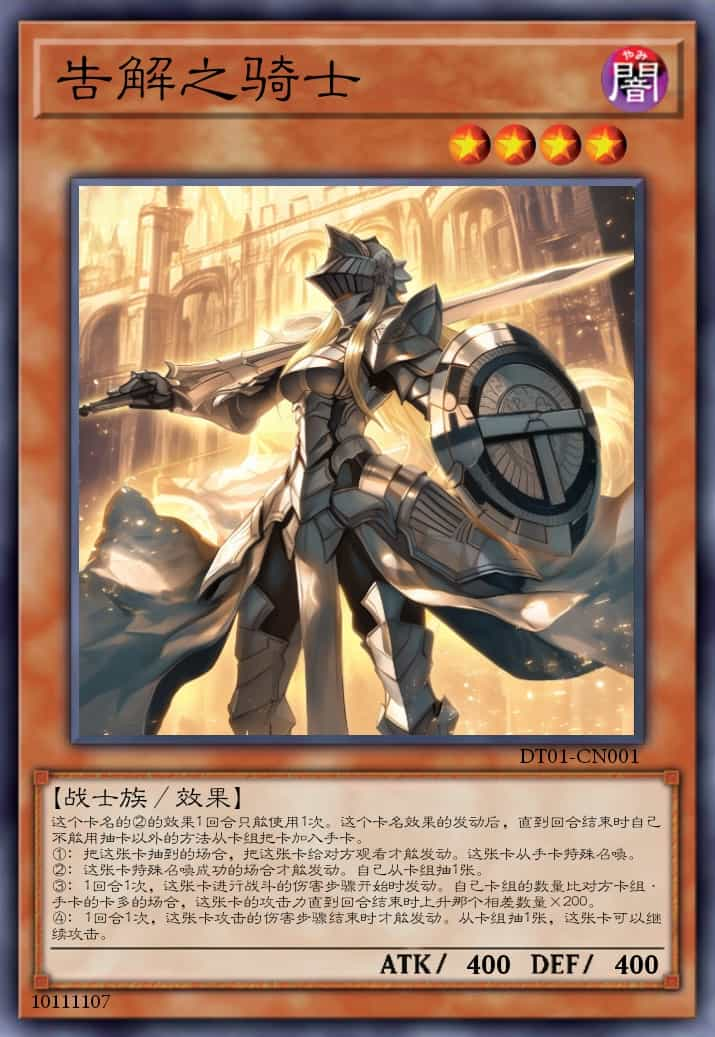 告解之骑士
やみ
闇
DT01-CN001
【战士族／效果】
这个卡名的②的效果1回合只能使用1次。这个卡名效果的发动后，直到回合结束时自己
不能用抽卡以外的方法从卡组把卡加入手卡。
①：把这张卡抽到的场合，把这张卡给对方观看才能发动。这张卡从手卡特殊召唤。
②：这张卡特殊召唤成功的场合才能发动。自己从卡组抽1张。
③：1回合1次，这张卡进行战斗的伤害步骤开始时发动。自己卡组的数量比对方卡组·
手卡的卡多的场合，这张卡的攻击力直到回合结束时上升那个相差数量×200。
④：1回合1次，这张卡攻击的伤害步骤结束时才能发动。从卡组抽1张，这张卡可以继
续攻击。
ATK/ 400 DEF/ 400
10111107